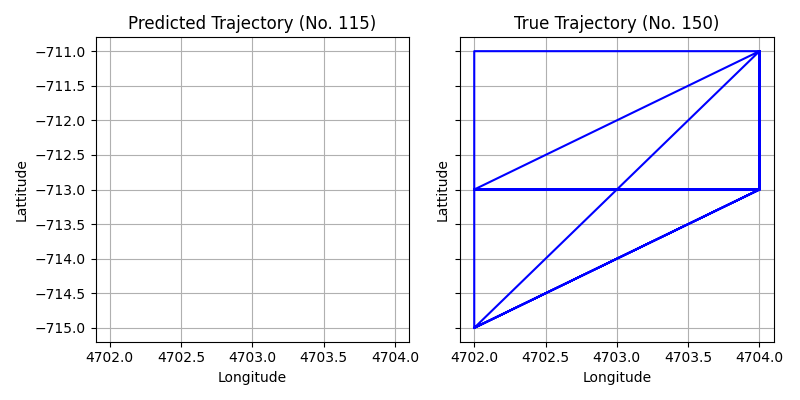 Predicted Trajectory (No. 115)
−711.0
−711.5
−712.0
−712.5
−713.0
−713.5
−714.0
−714.5
−715.0
Lattitude
4702.0 4702.5 4703.0 4703.5 4704.0
Longitude
True Trajectory (No. 150)
Lattitude
4702.0 4702.5 4703.0 4703.5 4704.0
Longitude